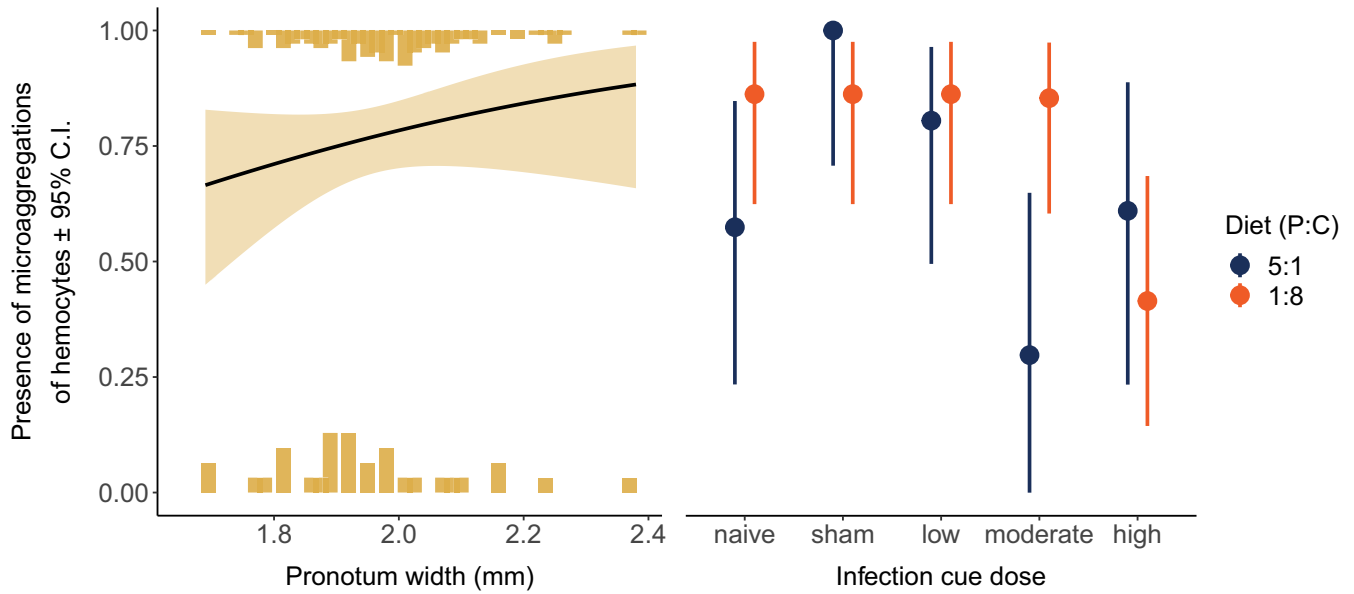 Presence of microaggregations
of hemocytes ± 95% C.I.
1.00
0.75
0.50
0.25
0.00
1.8
2.0
2.2
2.4
Pronotum width (mm)
naive
sham
low
moderate
high
Infection cue dose
Diet (P:C)
5:1
1:8